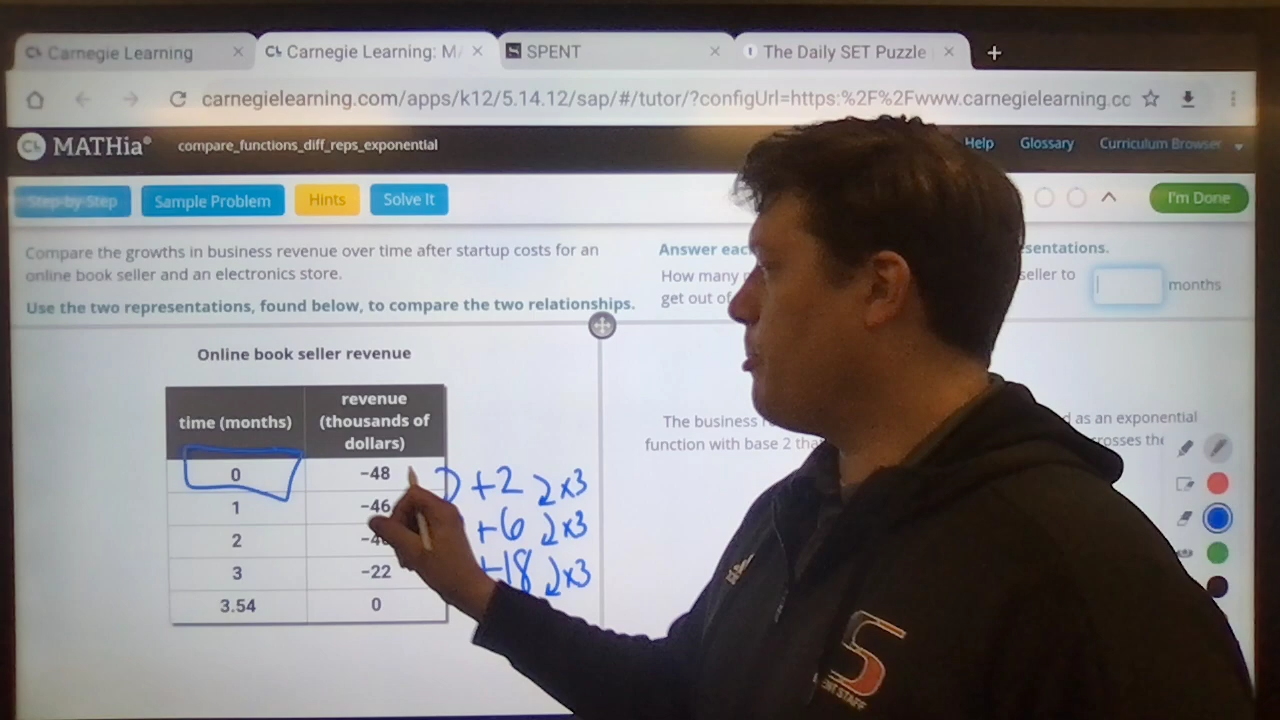 Carnegie Learning
Carnegie Learning: MA
SPENT
The Daily SET Puzzle
carnegielearning.com/apps/k12/5.14.12/sap/#/tutor/?configUrl=https:%2F%2Fwww.carnegielearning.cc
CL MATHia®
compare_functions_diff_reps_exponential
Help
Glossary
Curriculum Browser
Step-by-Step
Sample Problem
Hints
Solve It
I'm Done
Compare the growths in business revenue over time after startup costs for an
online book seller and an electronics store.
Use the two representations, found below, to compare the two relationships.
Answer
How many
seller to
get out of
months
Online book seller revenue
time (months) revenue (thousands of dollars)
0 −48
1 −46
2
3 −22
3.54 0
+2 x3
+6 x3
+18 x3
The business
as an exponential
function with base 2
crosses the
S